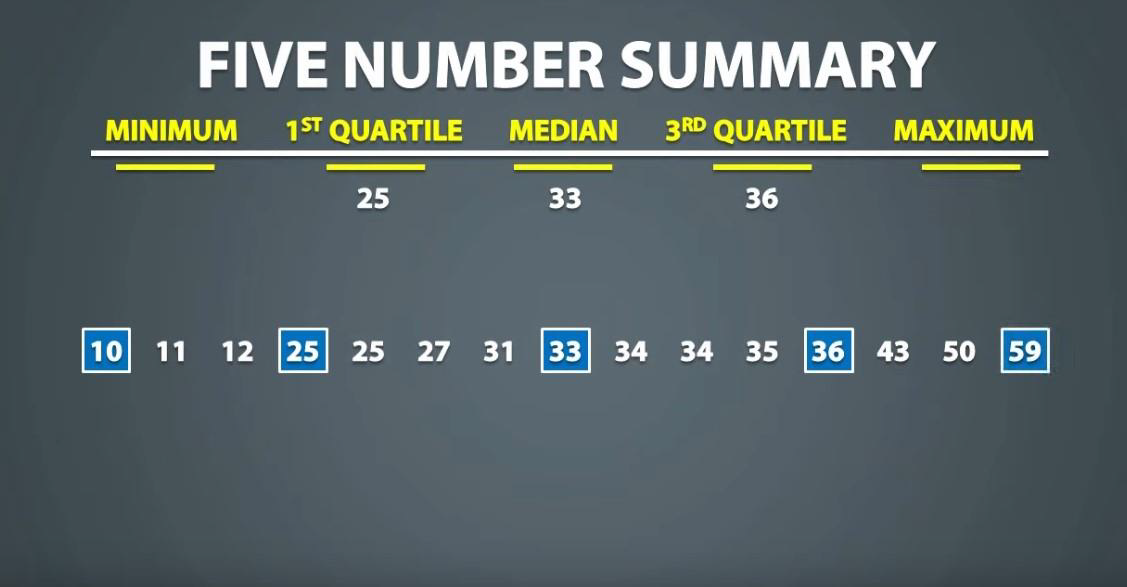 FIVE NUMBER SUMMARY
MINIMUM 1ST QUARTILE MEDIAN 3RD QUARTILE MAXIMUM
25 33 36
10 11 12 25 25 27 31 33 34 34 35 36 43 50 59